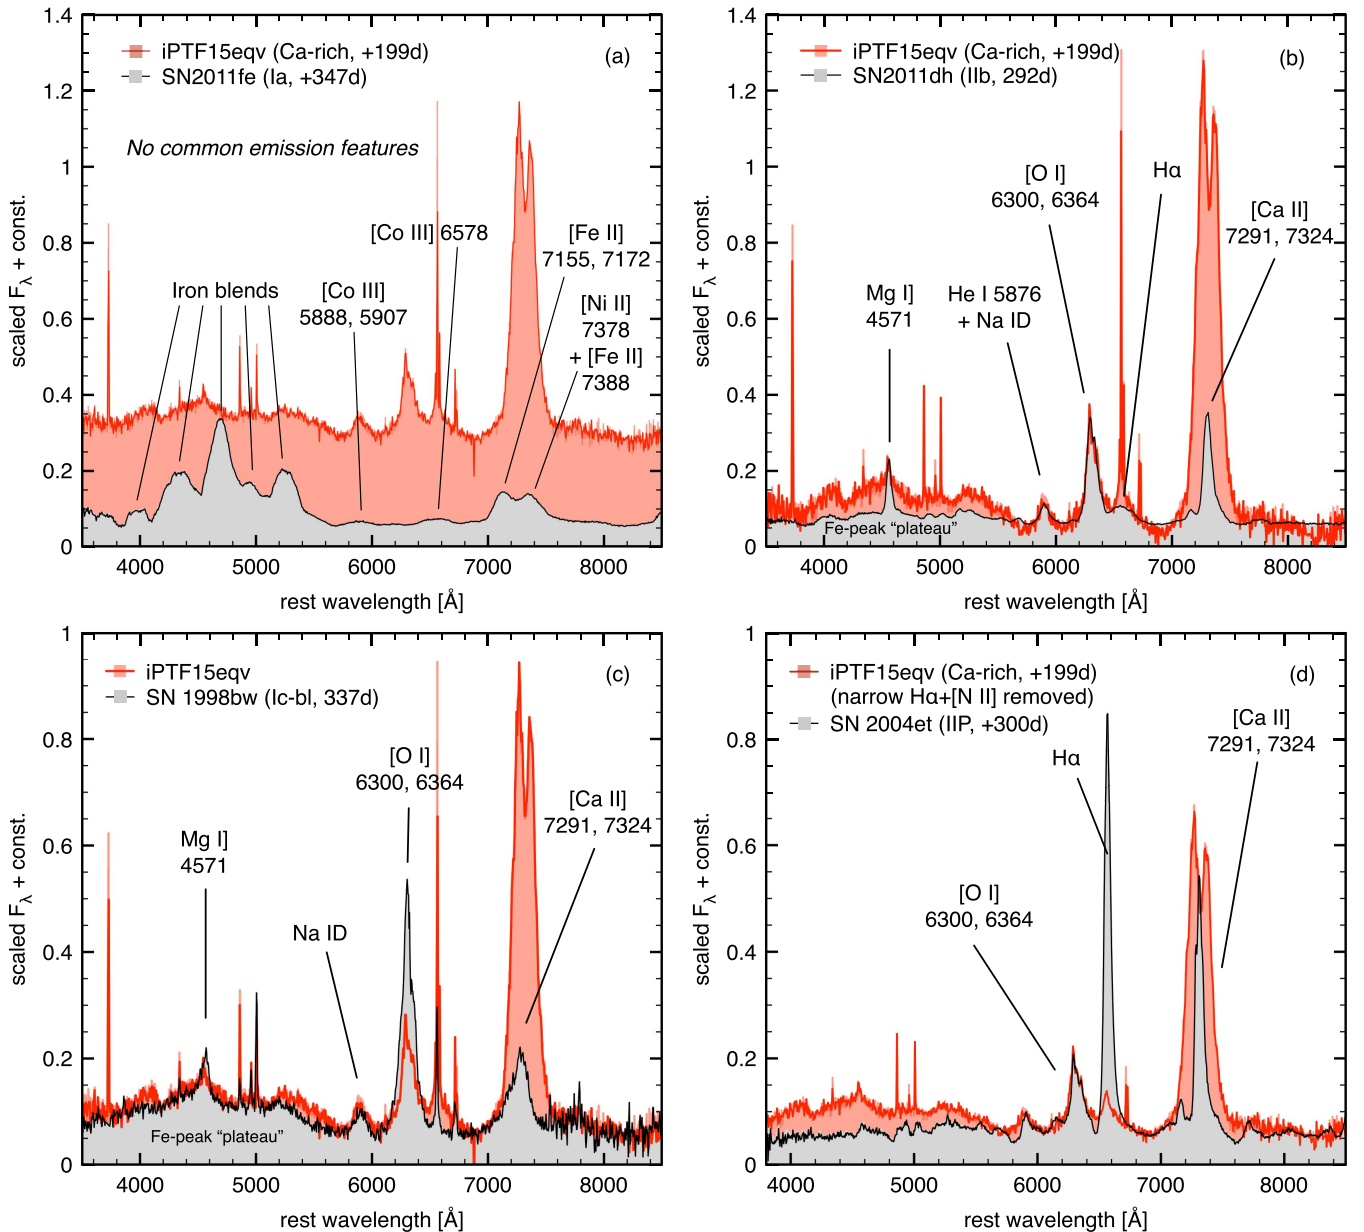 iPTF15eqv (Ca-rich, +199d)
SN2011fe (Ia, +347d)
(a)
No common emission features
[Co III] 6578
[Fe II]
7155, 7172
Iron blends
[Co III]
5888, 5907
[Ni II]
7378
+ [Fe II]
7388
scaled Fλ + const.
1.4
1.2
1
0.8
0.6
0.4
0.2
0
4000 5000 6000 7000 8000
rest wavelength [Å]
iPTF15eqv (Ca-rich, +199d)
SN2011dh (IIb, 292d)
(b)
[O I]
6300, 6364
Hα
[Ca II]
7291, 7324
Mg I]
4571
He I 5876
+ Na ID
Fe-peak “plateau”
scaled Fλ + const.
1.4
1.2
1
0.8
0.6
0.4
0.2
0
4000 5000 6000 7000 8000
rest wavelength [Å]
iPTF15eqv
SN 1998bw (Ic-bl, 337d)
(c)
[O I]
6300, 6364
[Ca II]
7291, 7324
Mg I]
4571
Na ID
Fe-peak “plateau”
scaled Fλ + const.
1
0.8
0.6
0.4
0.2
0
4000 5000 6000 7000 8000
rest wavelength [Å]
iPTF15eqv (Ca-rich, +199d)
(narrow Hα+[N II] removed)
SN 2004et (IIP, +300d)
(d)
[Ca II]
7291, 7324
Hα
[O I]
6300, 6364
scaled Fλ + const.
1
0.8
0.6
0.4
0.2
0
4000 5000 6000 7000 8000
rest wavelength [Å]